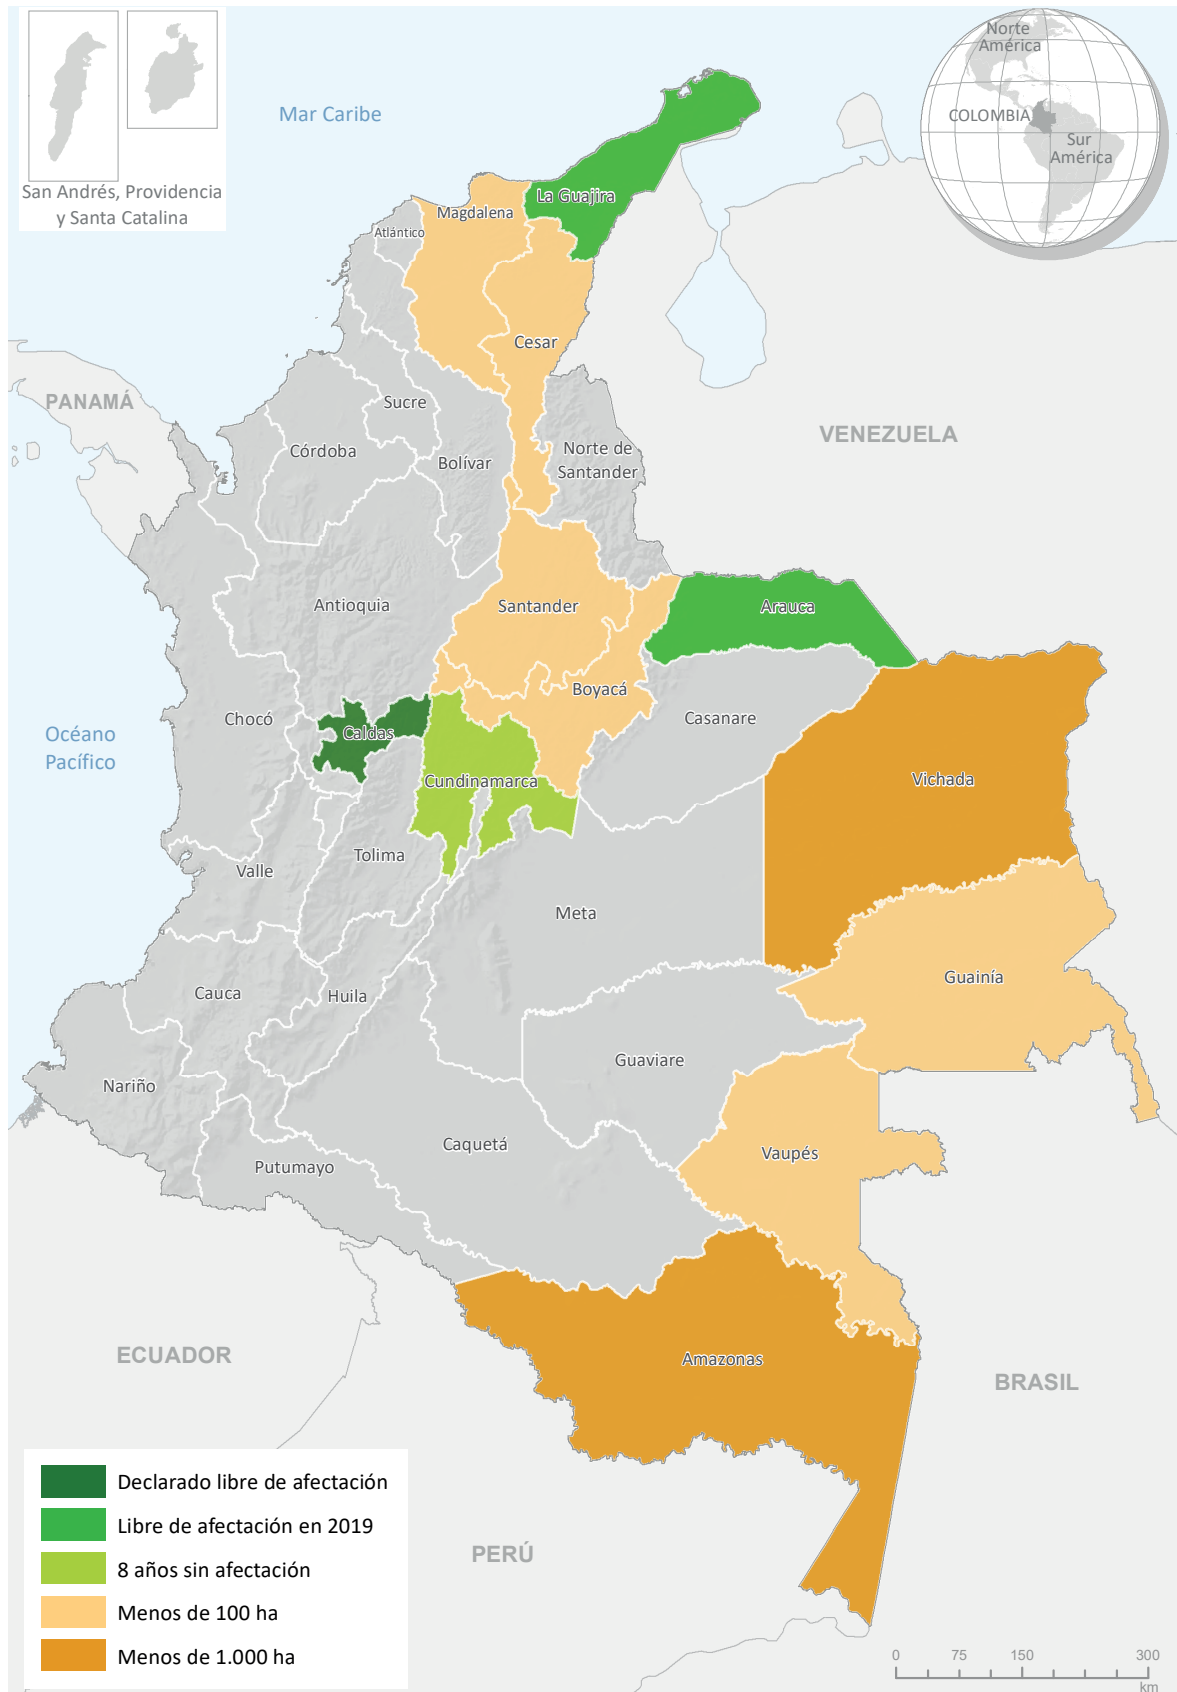 Norte
América
COLOMBIA
Sur
América
Mar Caribe
San Andrés, Providencia
y Santa Catalina
La Guajira
Magdalena
Atlántico
Cesar
PANAMÁ
Sucre
VENEZUELA
Córdoba
Bolívar
Norte de
Santander
Antioquia
Santander
Arauca
Boyacá
Chocó
Casanare
Océano
Pacífico
Caldas
Cundinamarca
Vichada
Tolima
Valle
Meta
Guainía
Cauca
Huila
Guaviare
Nariño
Caquetá
Vaupés
Putumayo
ECUADOR
Amazonas
BRASIL
PERÚ
Declarado libre de afectación
Libre de afectación en 2019
8 años sin afectación
Menos de 100 ha
Menos de 1.000 ha
0 75 150 300
km